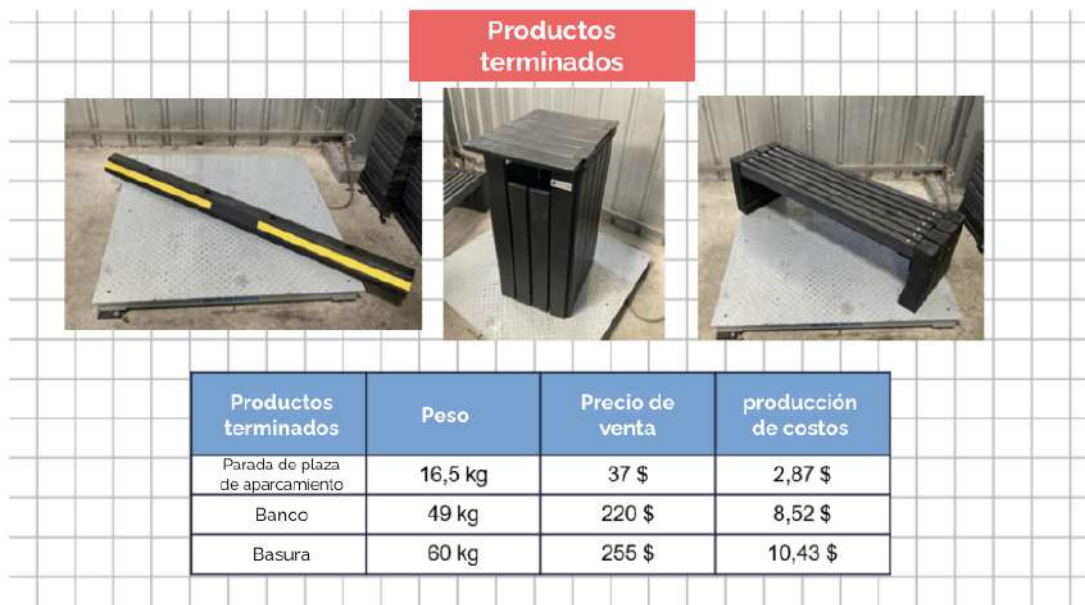 Productos
terminados
Productos
terminados
Peso
Precio de
venta
producción
de costos
Parada de plaza
de aparcamiento
16,5 kg
37 $
2,87 $
Banco
49 kg
220 $
8,52 $
Basura
60 kg
255 $
10,43 $